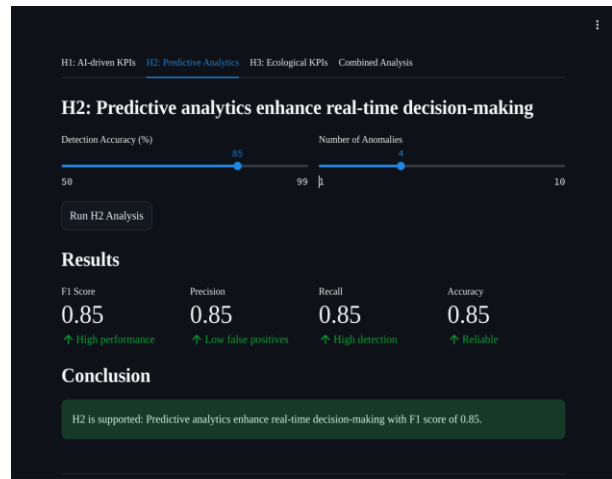 H1: AI-driven KPIs H2: Predictive Analytics H3: Ecological KPIs Combined Analysis
H2: Predictive analytics enhance real-time decision-making
Detection Accuracy (%) Number of Anomalies
85 4
50 99 1 10
Run H2 Analysis
Results
F1 Score Precision Recall Accuracy
0.85 0.85 0.85 0.85
↑ High performance ↑ Low false positives ↑ High detection ↑ Reliable
Conclusion
H2 is supported: Predictive analytics enhance real-time decision-making with F1 score of 0.85.